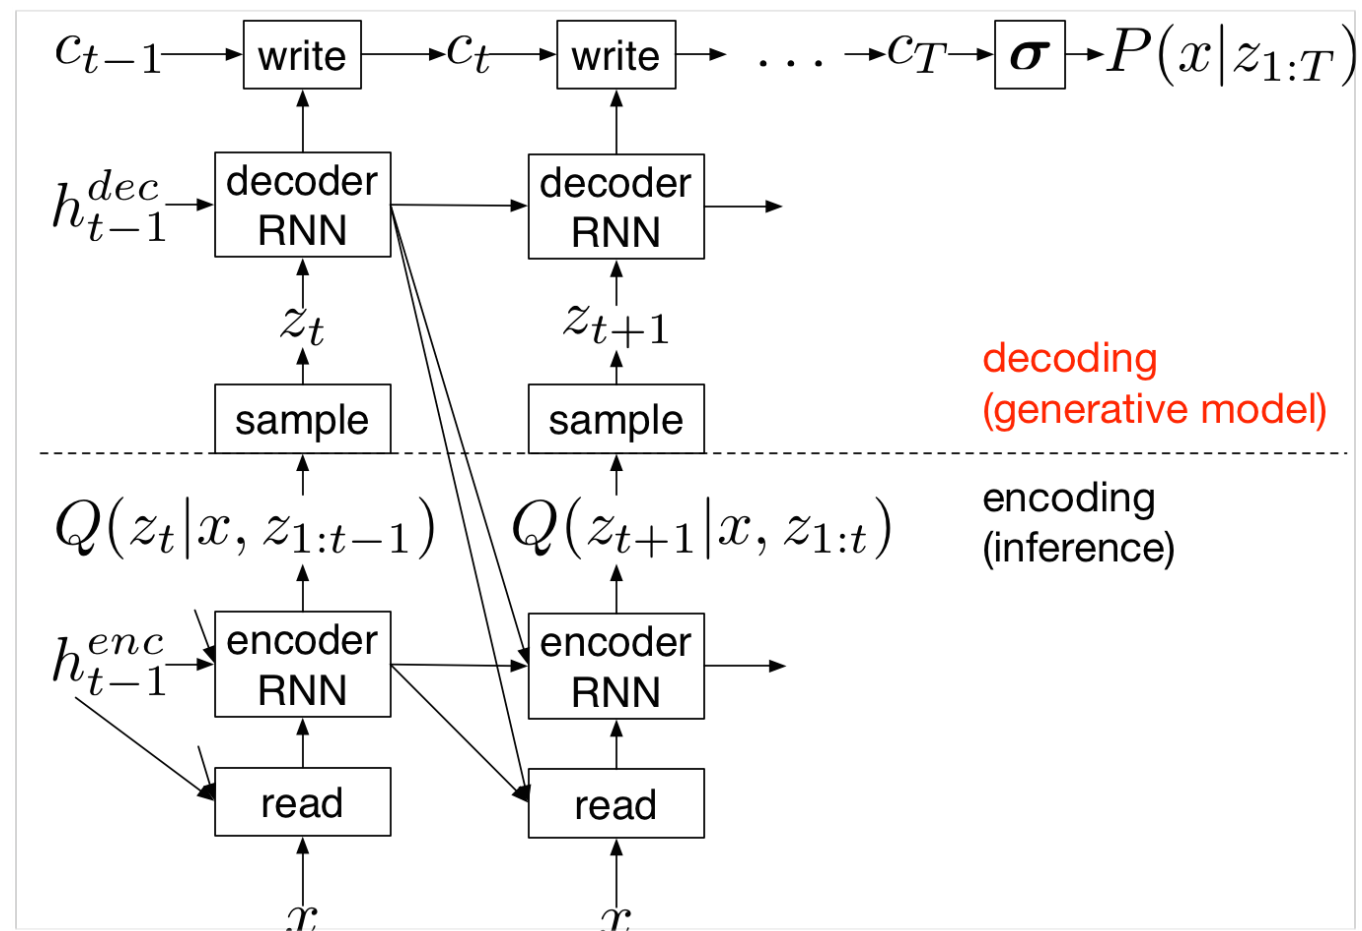 c_{t-1} write c_t write ... c_T σ P(x|z_{1:T})
h_{t-1}^{dec} decoder decoder
RNN RNN
z_t z_{t+1}
decoding
sample sample (generative model)
Q(z_t|x, z_{1:t-1}) Q(z_{t+1}|x, z_{1:t}) encoding
(inference)
h_{t-1}^{enc} encoder encoder
RNN RNN
read read
x x